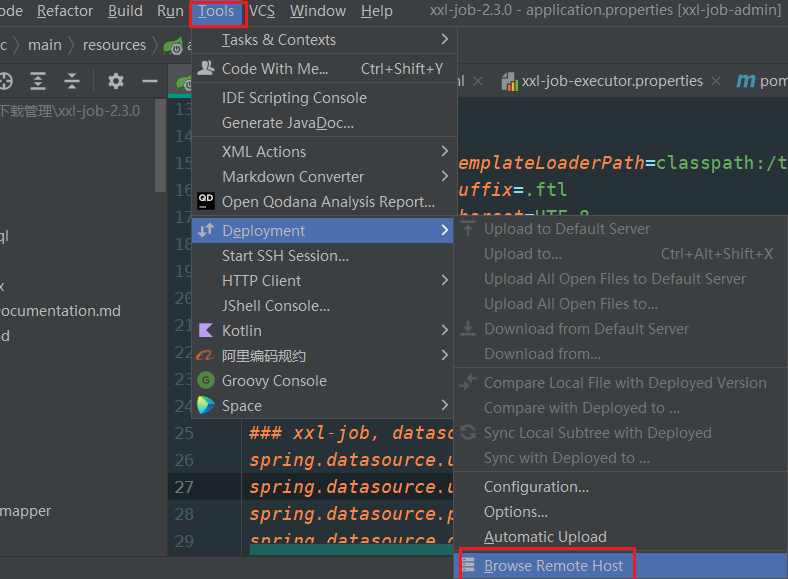 ode Refactor Build Run Tools VCS Window Help xxl-job-2.3.0 - application.properties [xxl-job-admin]
c main resources a
Tasks & Contexts
Code With Me... Ctrl+Shift+Y
IDE Scripting Console
Generate JavaDoc...
XML Actions
Markdown Converter
QD Open Qodana Analysis Report...
Deployment
Start SSH Session...
HTTP Client
JShell Console...
Kotlin
阿里编码规约
G Groovy Console
Space
ml xxl-job-executor.properties m pom
下载管理\xxl-job-2.3.0
ql
x
ocumentation.md
d
mapper
13
14
15 emplateLoaderPath=classpath:/t
16 uffix=.ftl
17 harset=UTF-8
18
19
20
21
22
23
24
25 ### xxl-job, dataso
26 spring.datasource.u
27 spring.datasource.u
28 spring.datasource.p
29 spring.datasource.d
Upload to Default Server
Upload to... Ctrl+Alt+Shift+X
Upload All Open Files to Default Server
Upload All Open Files to...
Download from Default Server
Download from...
Compare Local File with Deployed Version
Compare with Deployed to ...
Sync Local Subtree with Deployed
Sync with Deployed to ...
Configuration...
Options...
Automatic Upload
Browse Remote Host